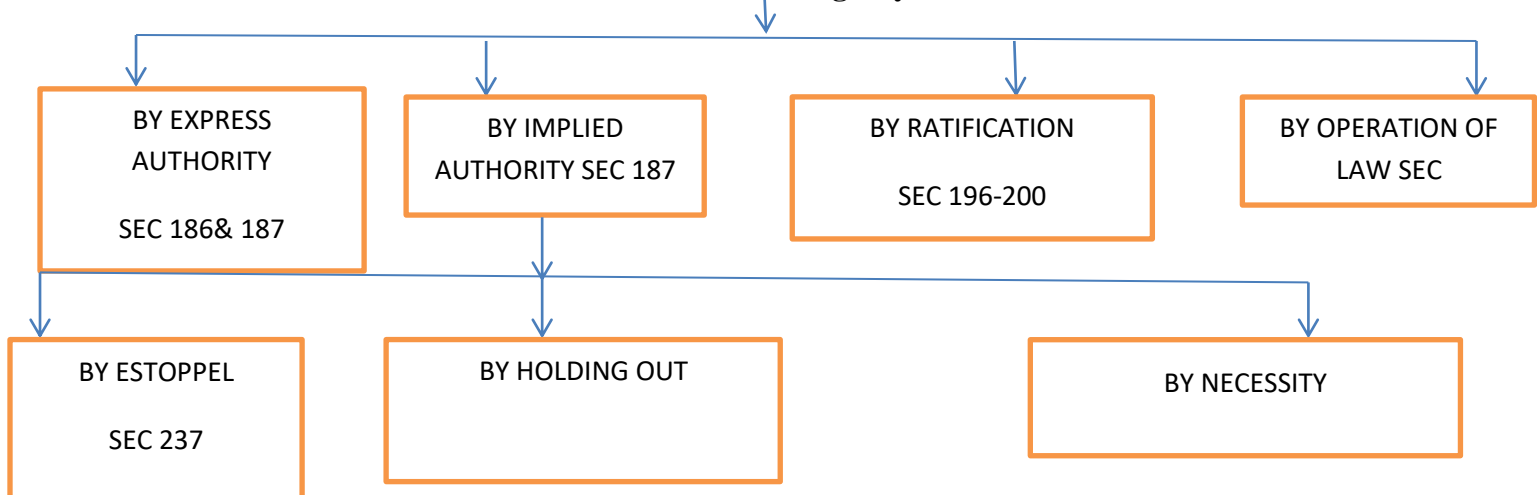 BY EXPRESS
AUTHORITY
SEC 186& 187
BY IMPLIED
AUTHORITY SEC 187
BY RATIFICATION
SEC 196-200
BY OPERATION OF
LAW SEC
BY ESTOPPEL
SEC 237
BY HOLDING OUT
BY NECESSITY